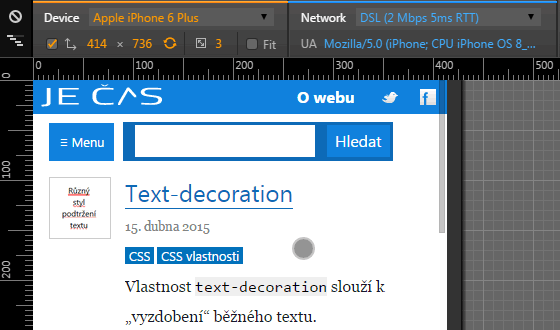 Device Apple iPhone 6 Plus Network DSL (2 Mbps 5ms RTT)
414 × 736 3 Fit UA Mozilla/5.0 (iPhone; CPU iPhone OS 8_...
0 100 200 300 400 500
0
100
200
JE ČAS O webu
≡ Menu Hledat
Různý
styl
podtržení
textu
Text-decoration
15. dubna 2015
CSS CSS vlastnosti
Vlastnost text-decoration slouží k
„vyzdobení“ běžného textu.